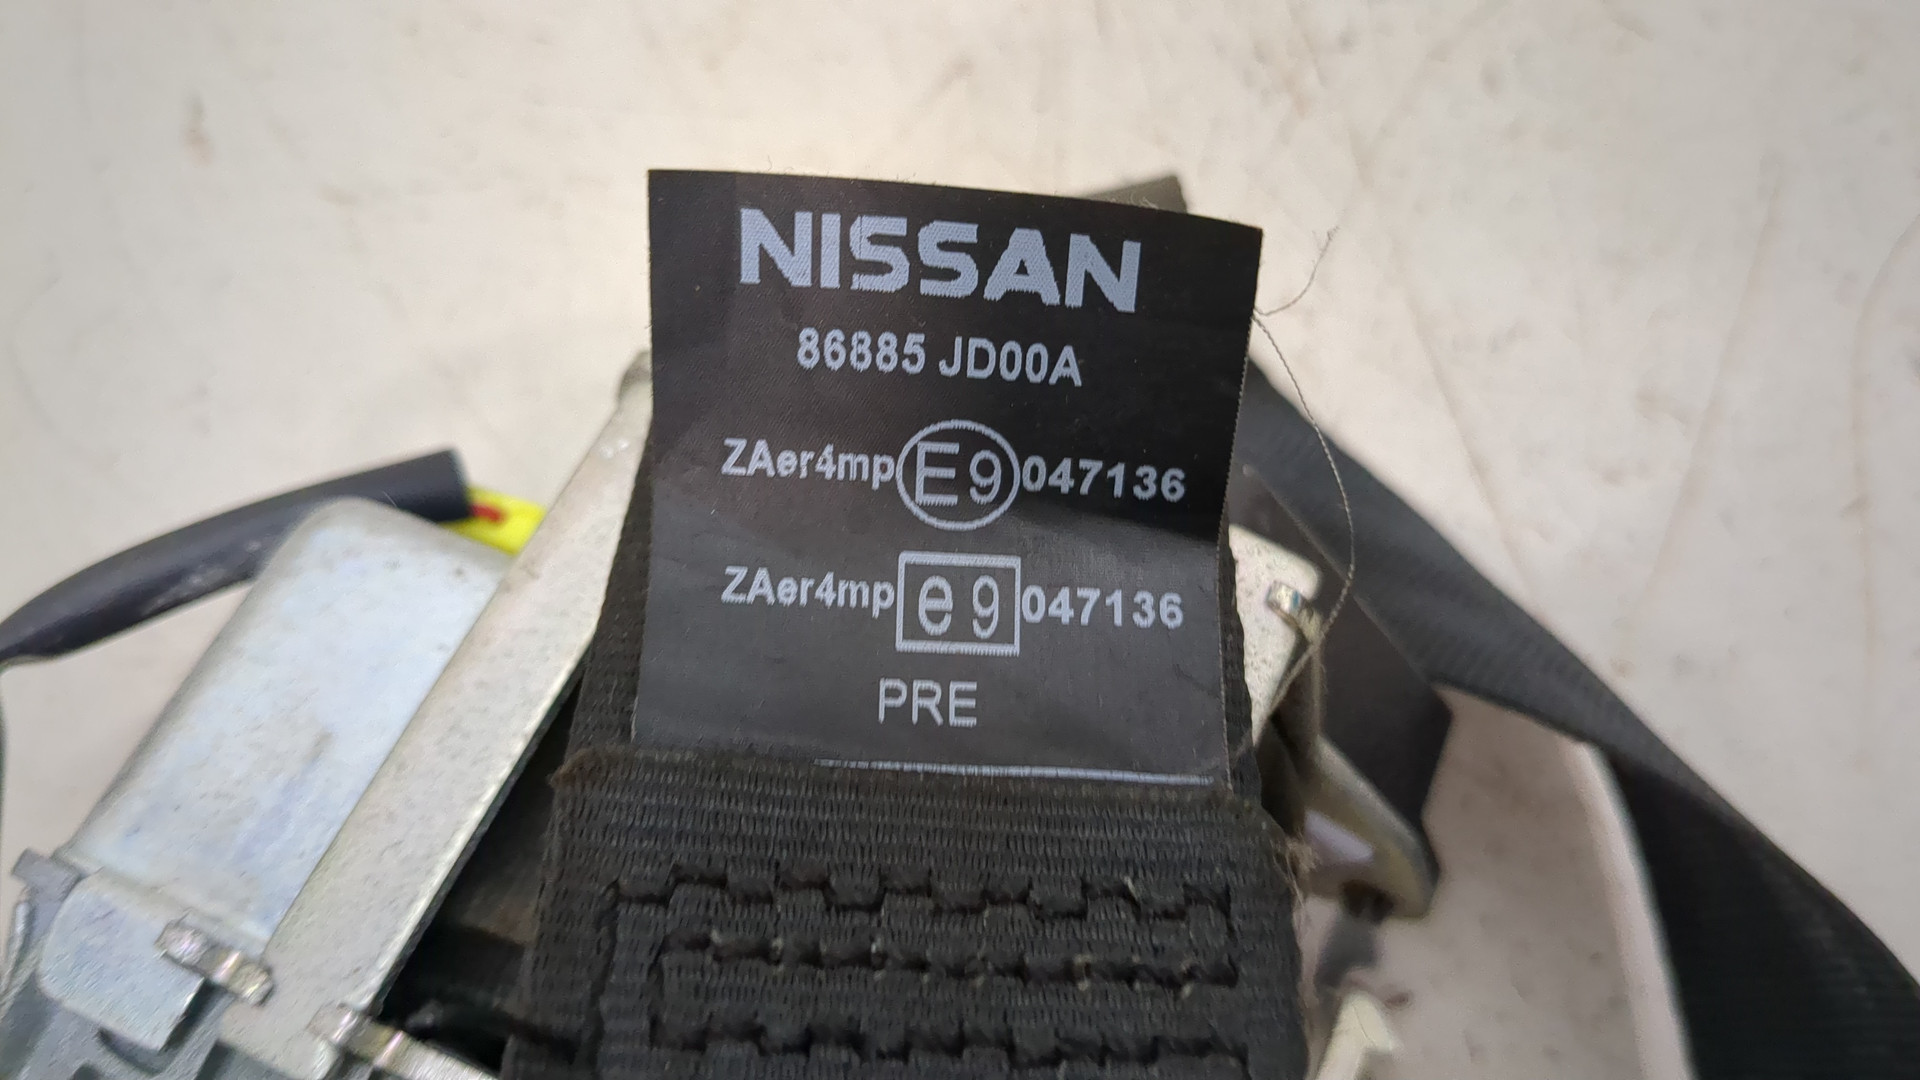 NISSAN
86885 JD00A
ZAer4mp E9 047136
ZAer4mp e9 047136
PRE